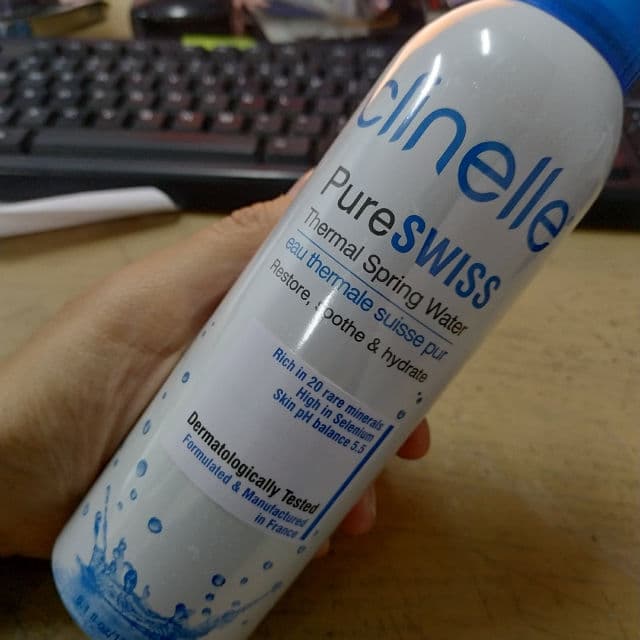 clinelle
PureSWISS
Thermal Spring Water
eau thermale suisse pur
Restore, soothe & hydrate
Rich in 20 rare minerals
High in Selenium
Skin pH balance 5.5
Dermatologically Tested
Formulated & Manufactured
in France